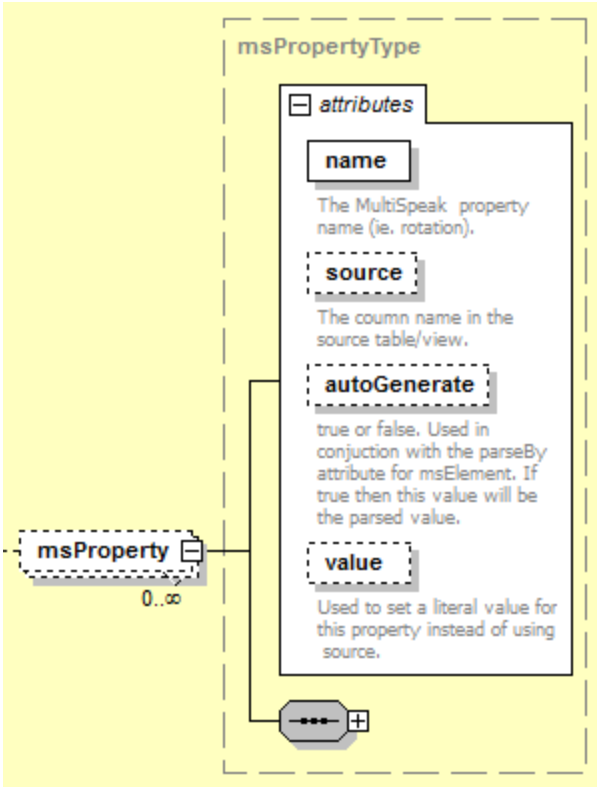 msPropertyType
attributes
name
The MultiSpeak property
name (ie. rotation).
source
The coumn name in the
source table/view.
autoGenerate
true or false. Used in
conjuction with the parseBy
attribute for msElement. If
true then this value will be
the parsed value.
msProperty
0..∞
value
Used to set a literal value for
this property instead of using
source.